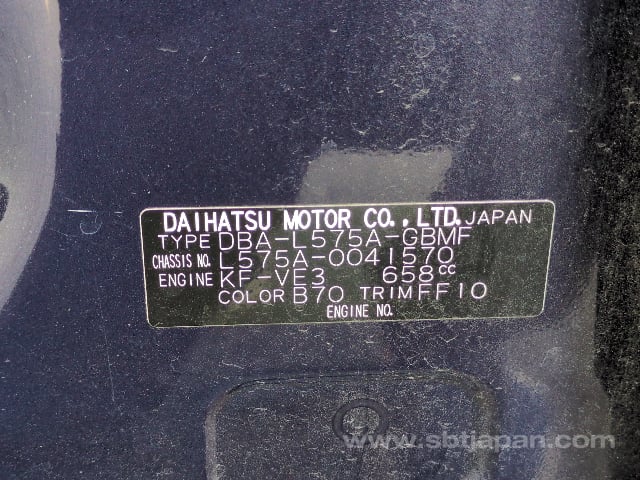 DAIHATSU MOTOR CO.,LTD. JAPAN
TYPE DBA-L575A-GBMF
CHASSIS NO. L575A-0041570
ENGINE KF-VE3 658cc
COLOR B70 TRIM FF10
ENGINE NO.
www.sbtjapan.com